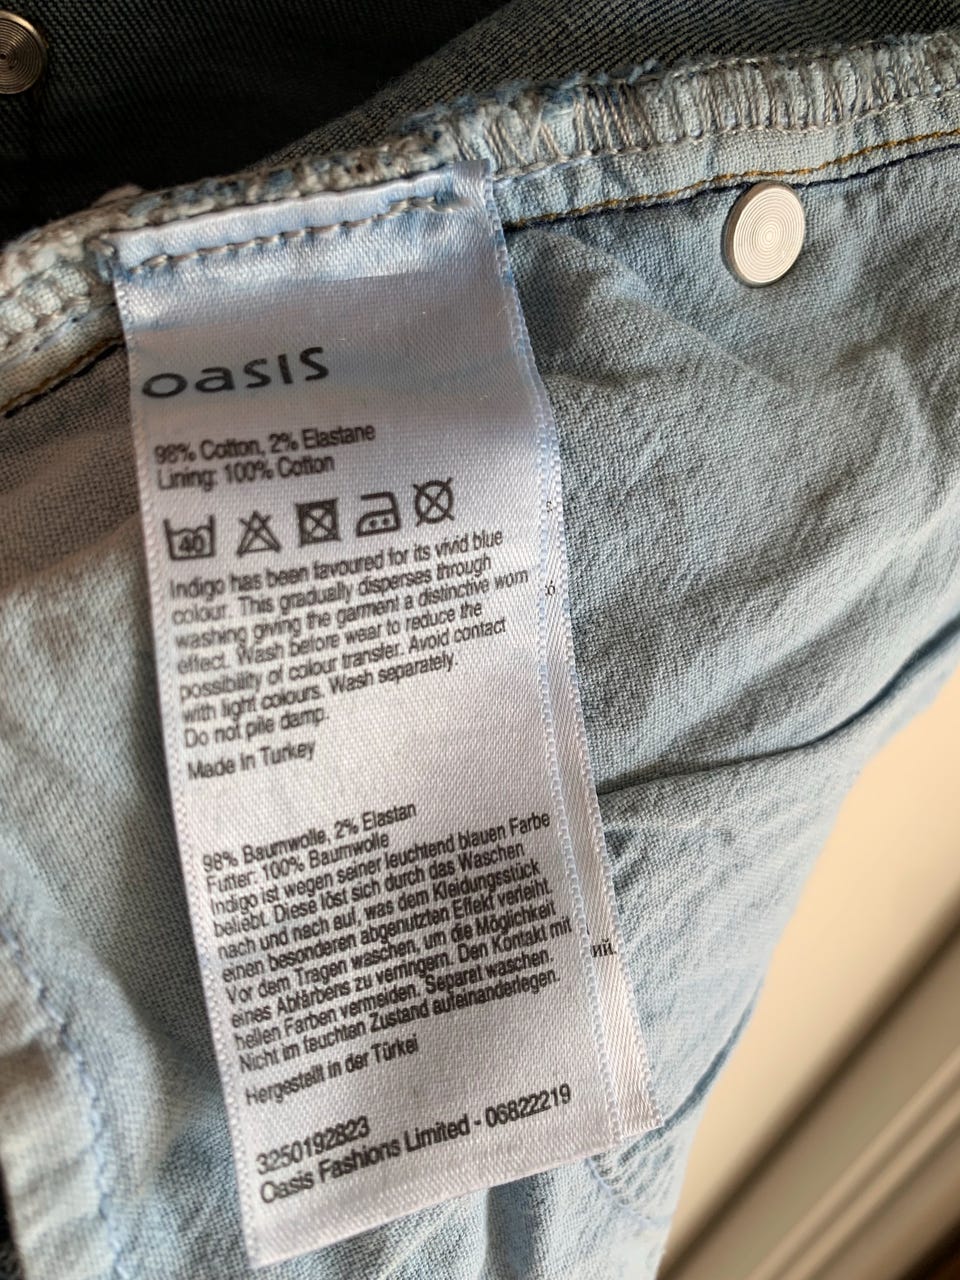 oasis
98% Cotton, 2% Elastane
Lining: 100% Cotton
40
Indigo has been favoured for its vivid blue
colour. This gradually disperses through
washing giving the garment a distinctive worn
effect. Wash before wear to reduce the
possibility of colour transfer. Avoid contact
with light colours. Wash separately.
Do not pile damp.
Made In Turkey
98% Baumwolle, 2% Elastan
Futter: 100% Baumwolle
Indigo ist wegen seiner leuchtend blauen Farbe
beliebt. Diese löst sich durch das Waschen
nach und nach auf, was dem Kleidungsstück
einen besonderen abgenutzten Effekt verleiht.
Vor dem Tragen waschen, um die Möglichkeit
eines Abfärbens zu verringern. Den Kontakt mit
hellen Farben vermeiden. Separat waschen.
Nicht im feuchten Zustand aufeinanderlegen.
Hergestellt in der Türkei
3250192823
Oasis Fashions Limited - 06822219